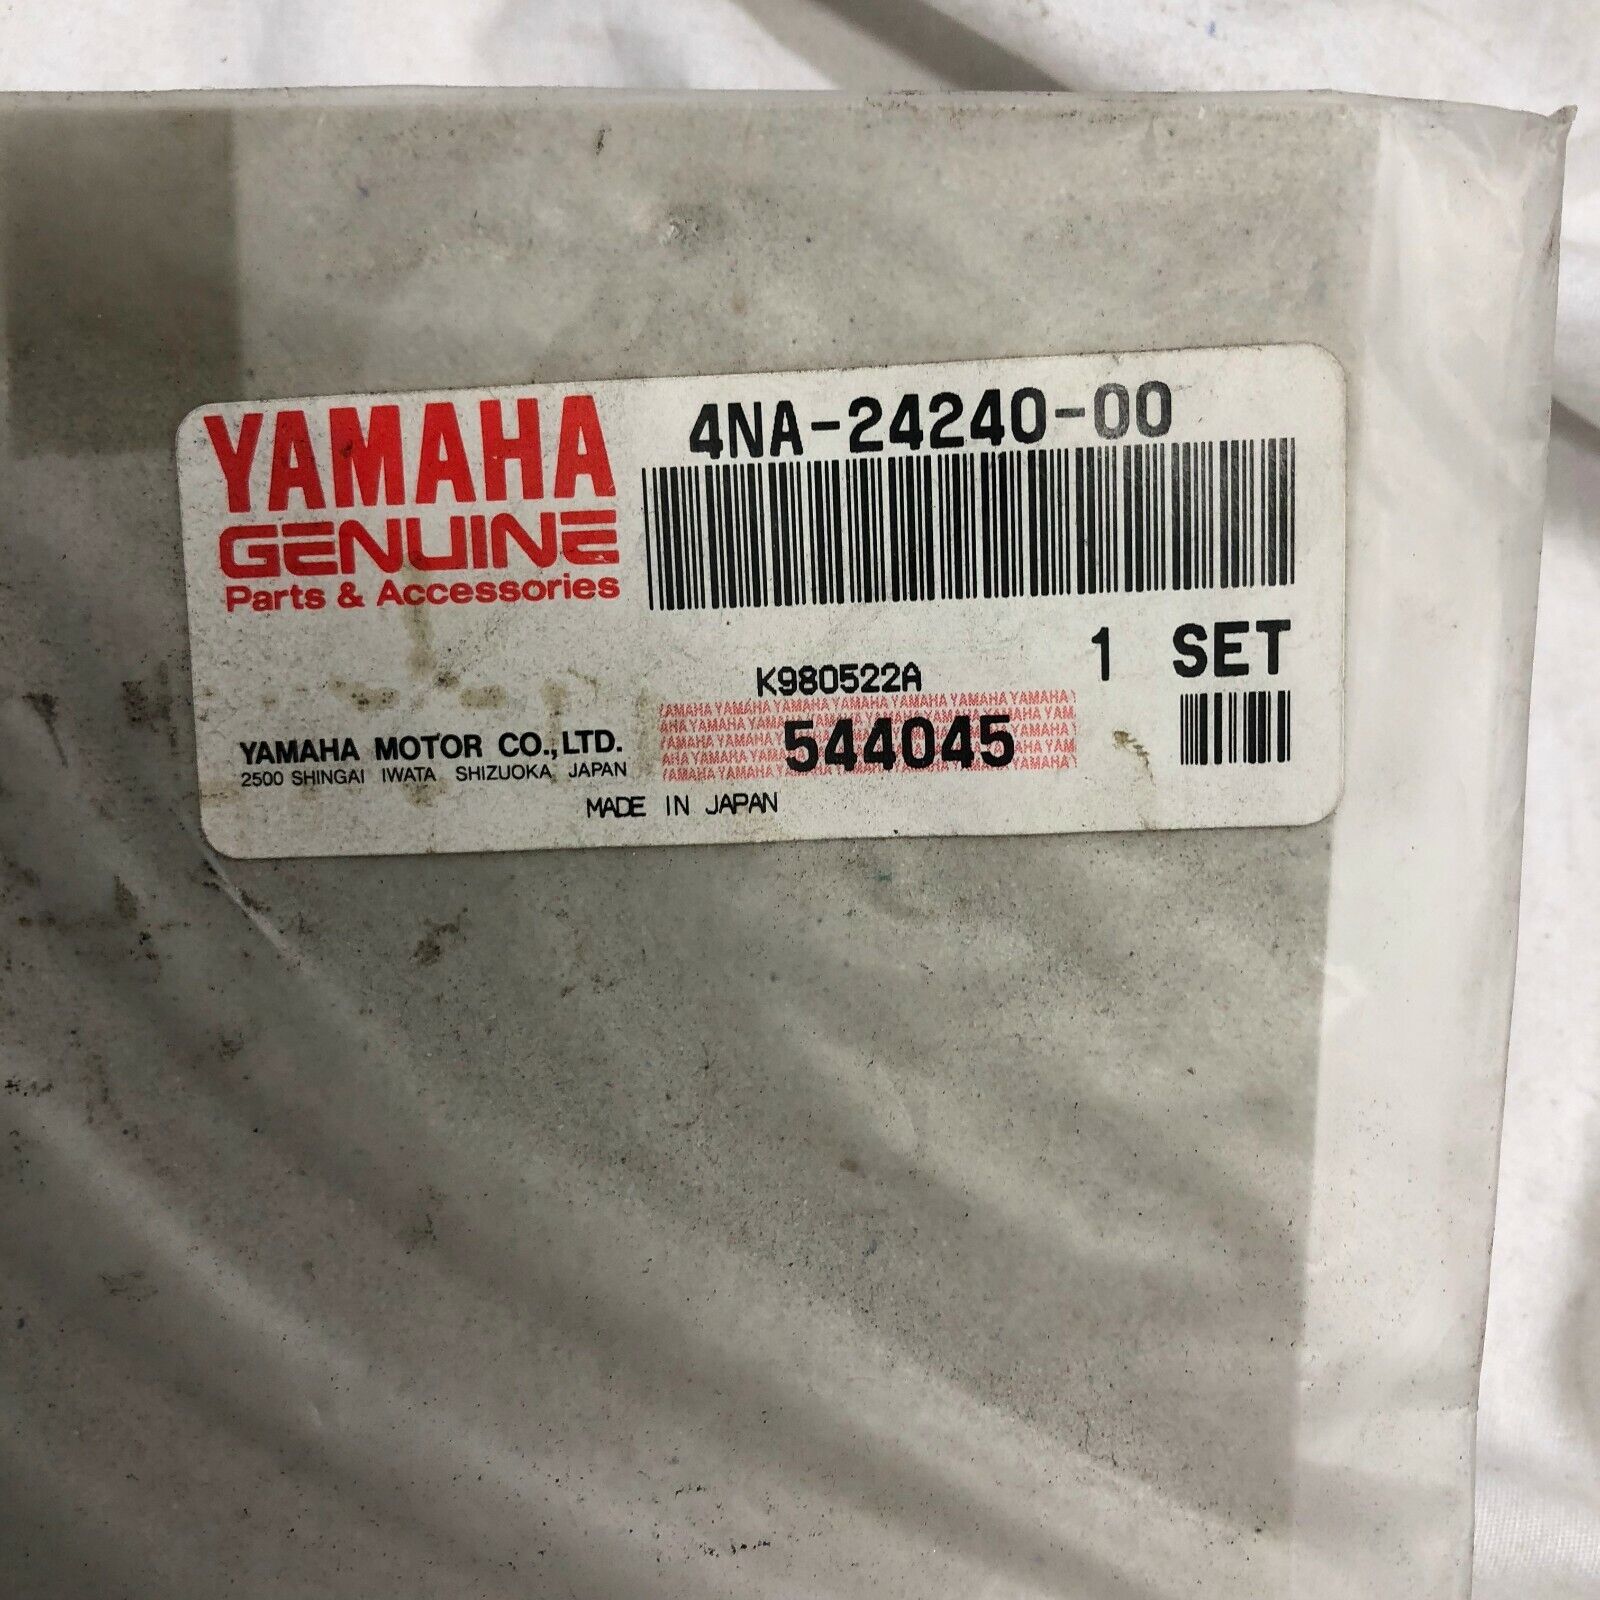 YAMAHA
GENUINE
Parts & Accessories
4NA-24240-00
1 SET
K980522A
544045
YAMAHA MOTOR CO.,LTD.
2500 SHINGAI IWATA SHIZUOKA JAPAN
MADE IN JAPAN